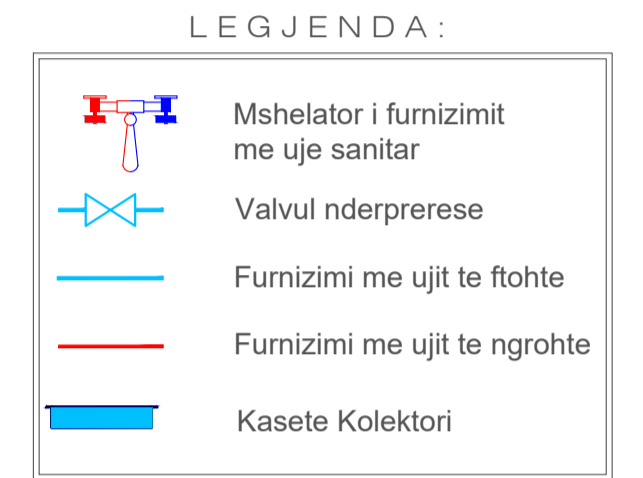 LEGJENDA:
Mshelator i furnizimit
me uje sanitar
Valvul nderprerese
Furnizimi me ujit te ftohte
Furnizimi me ujit te ngrohte
Kasete Kolektori